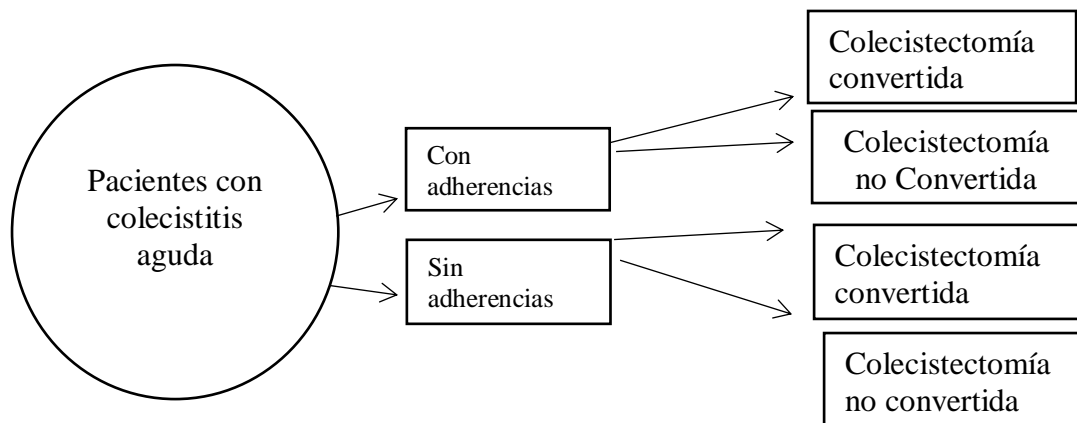 Pacientes con
colecistitis
aguda
Con
adherencias
Sin
adherencias
Colecistectomía
convertida
Colecistectomía
no Convertida
Colecistectomía
convertida
Colecistectomía
no convertida